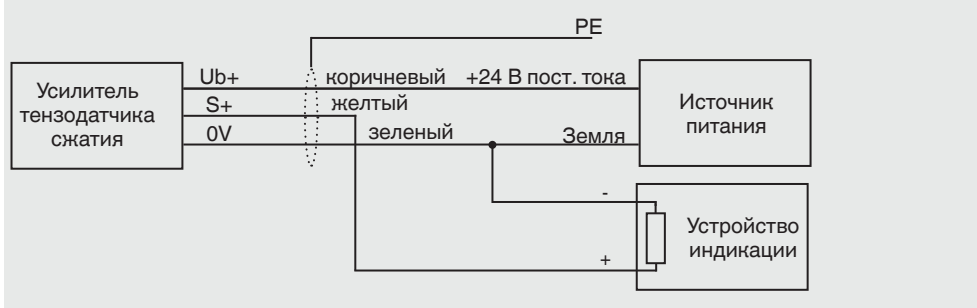 PE
Усилитель
тензодатчика
сжатия
Ub+
коричневый
+24 В пост. тока
S+
желтый
0V
зеленый
Земля
Источник
питания
-
+
Устройство
индикации